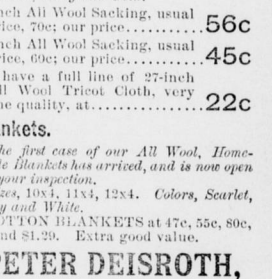 nch All Wool Sacking, usual
ice, 70c; our price............56c
nch All Wool Sacking, usual
ice, 60c; our price............45c
have a full line of 27-inch
ll Wool Tricot Cloth, very
ne quality, at..................22c
nkets.
he first case of our All Wool, Home-
e Blankets has arrived, and is now open
your inspection.
zes, 10x4, 11x4, 12x4. Colors, Scarlet,
y and White.
OTTON BLANKETS at 47c, 55c, 80c,
nd $1.29. Extra good value.
PETER DEISROTH,